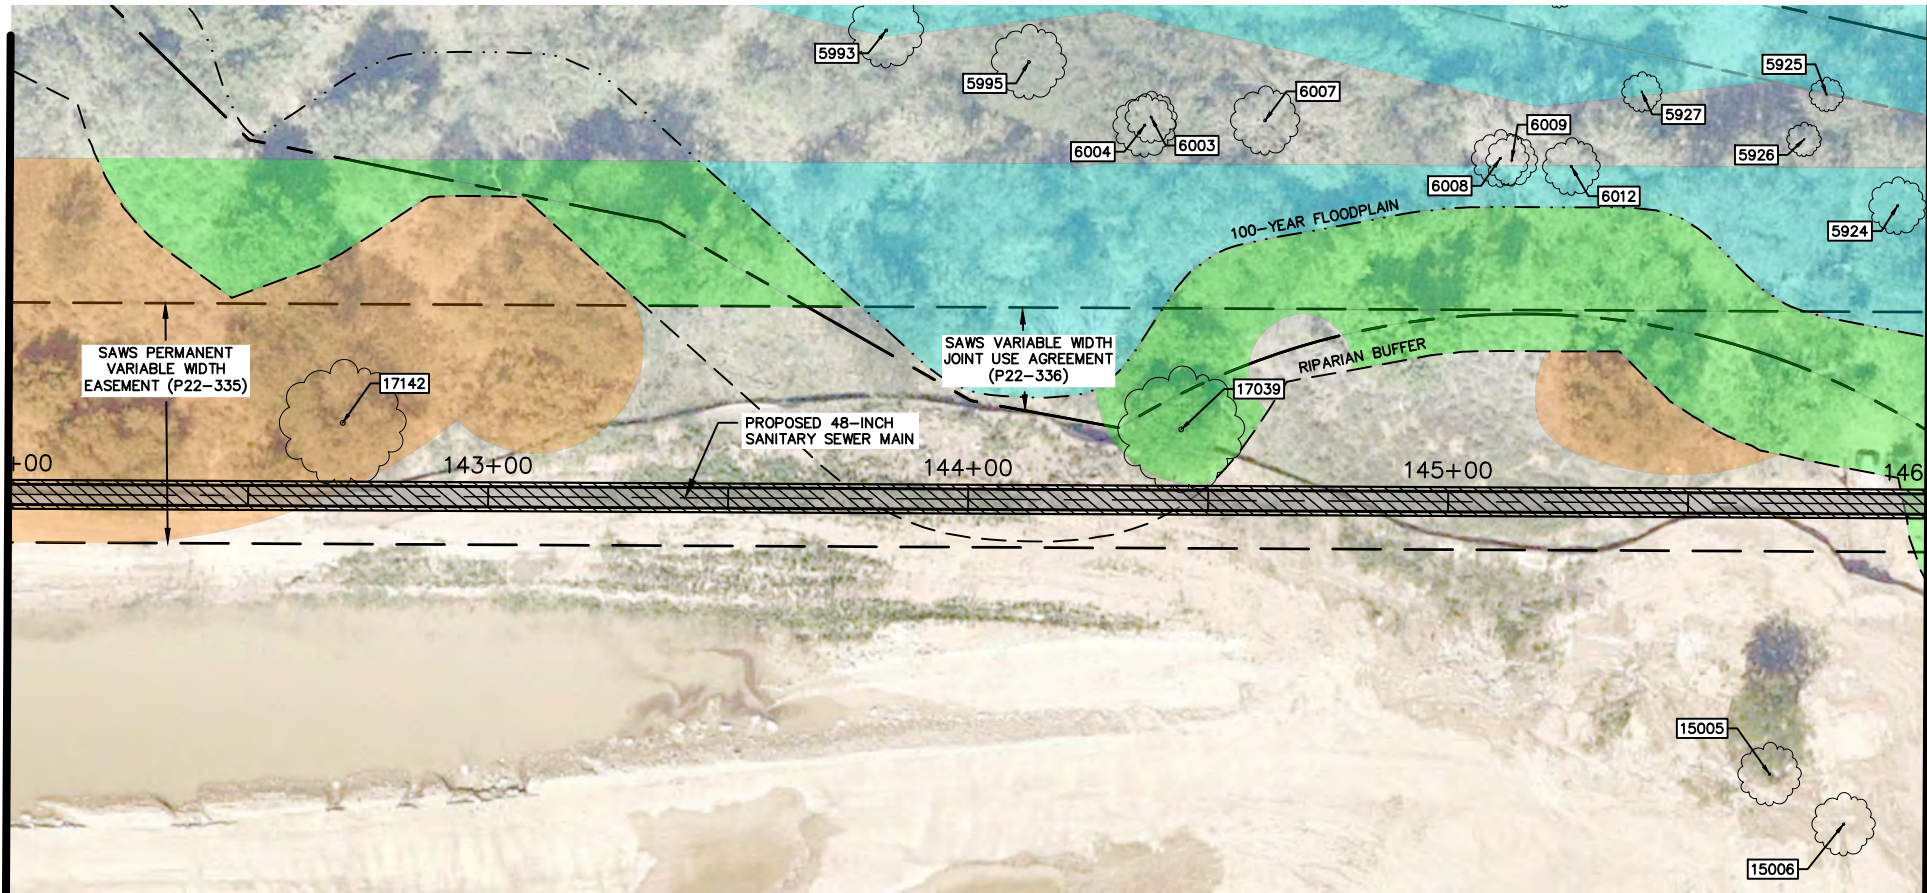 5993
5995
6007
5925
5927
6009
6003
6004
5926
6008
6012
5924
100-YEAR FLOODPLAIN
SAWS PERMANENT
VARIABLE WIDTH
EASEMENT (P22-335)
SAWS VARIABLE WIDTH
JOINT USE AGREEMENT
(P22-336)
RIPARIAN BUFFER
17142
17039
PROPOSED 48-INCH
SANITARY SEWER MAIN
+00
143+00
144+00
145+00
146
15005
15006